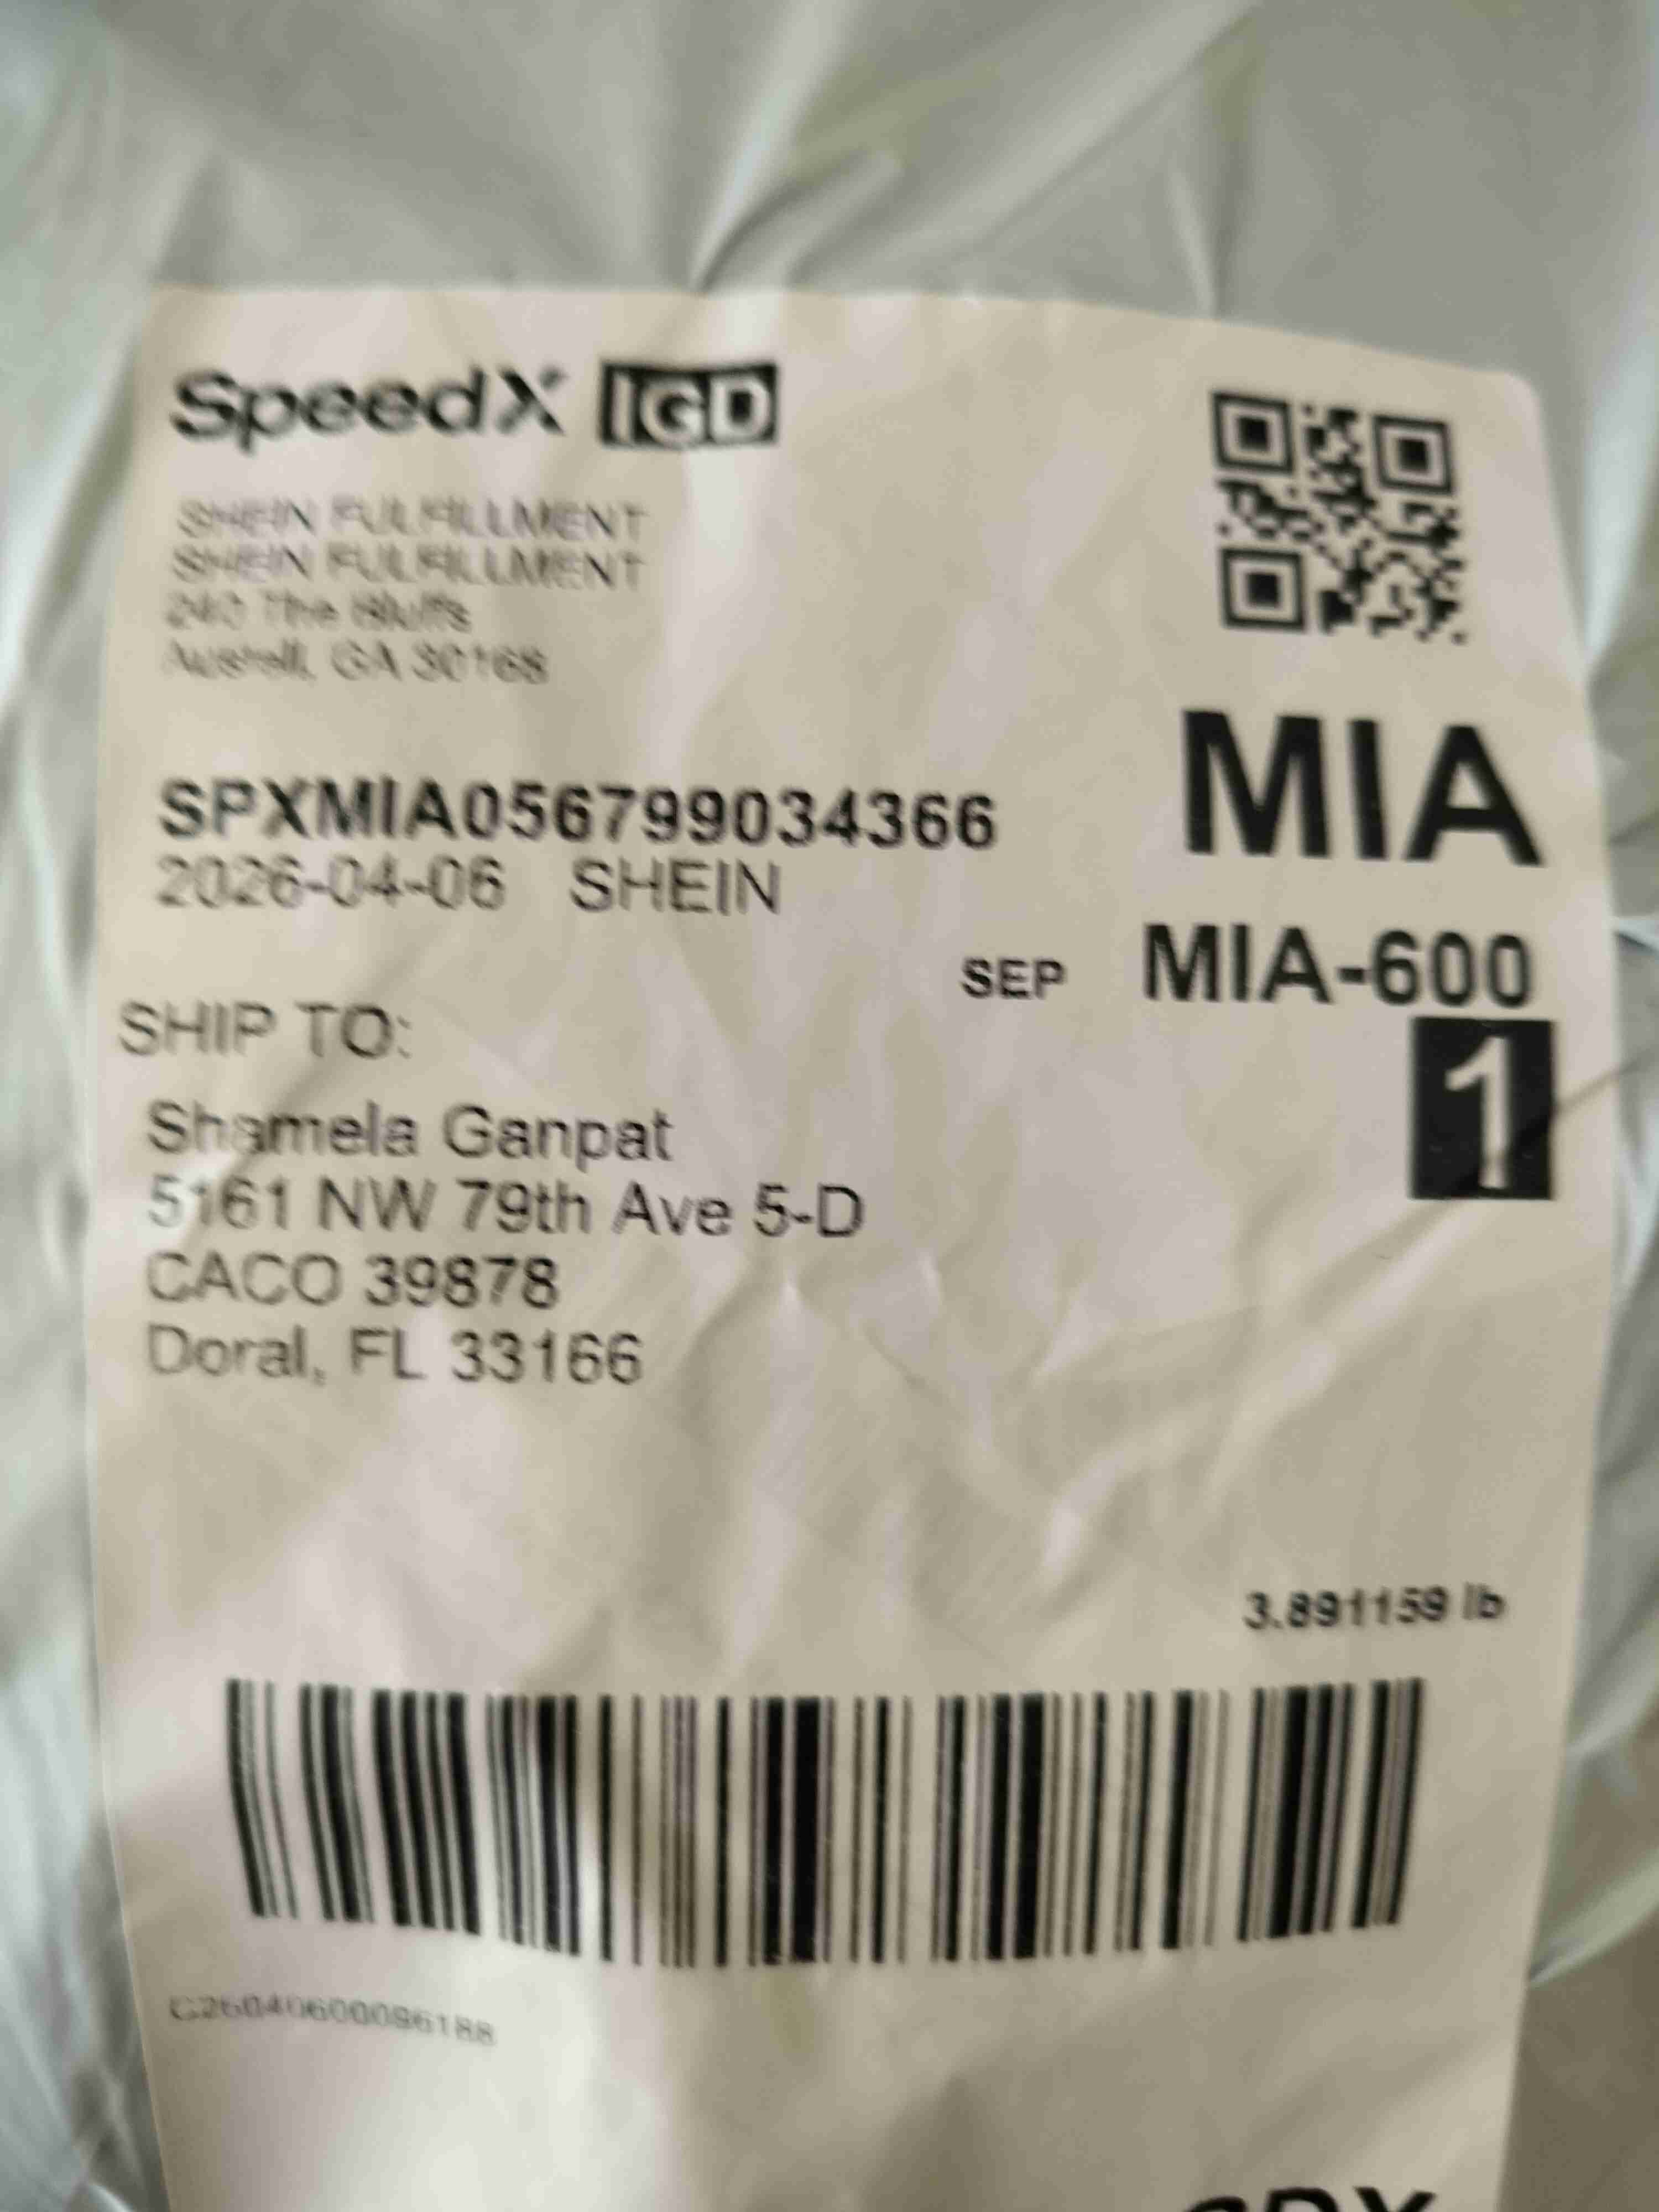 SpeedX IGD
SHEIN FULFILLMENT
SHEIN FULFILLMENT
240 The Bluffs
Austell, GA 30168
MIA
SPXMIA056799034366
2026-04-06 SHEIN
SEP MIA-600
1
SHIP TO:
Shamela Ganpat
5161 NW 79th Ave 5-D
CACO 39878
Doral, FL 33166
3.891159 lb
C26040600096188